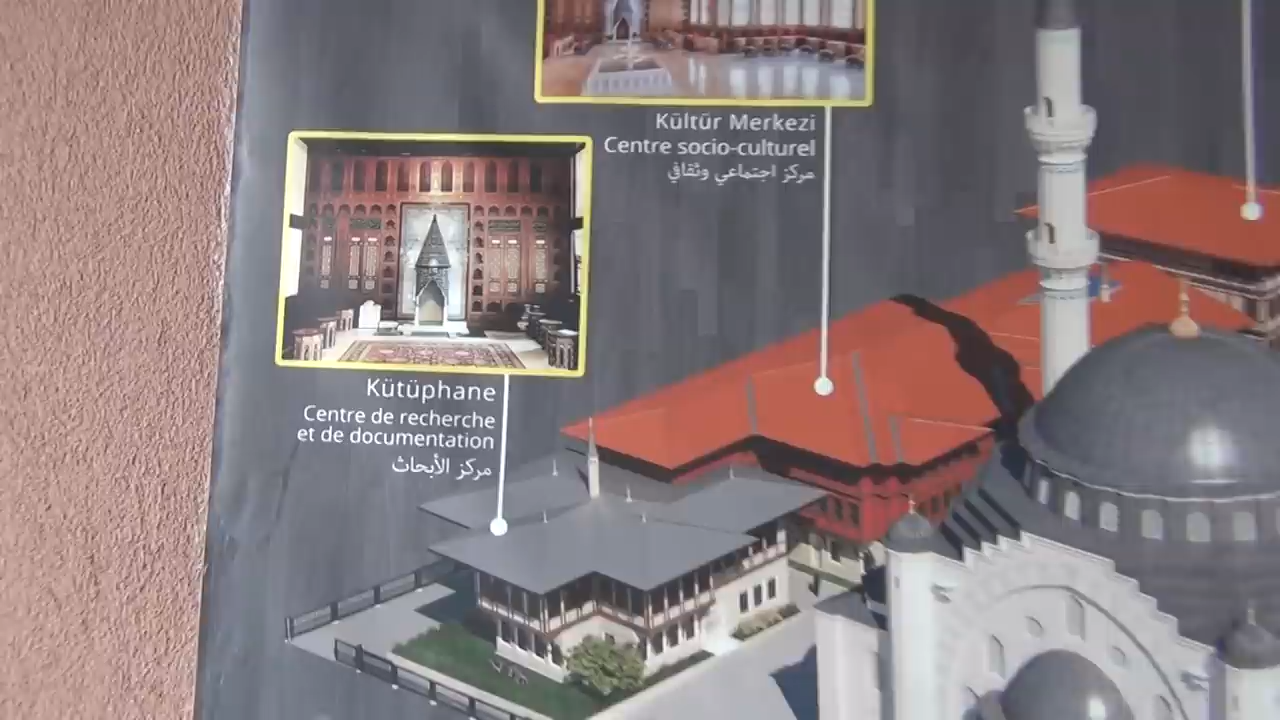 Kültür Merkezi
Centre socio-culturel
مركز اجتماعي وثقافي
Kütüphane
Centre de recherche
et de documentation
مركز الأبحاث